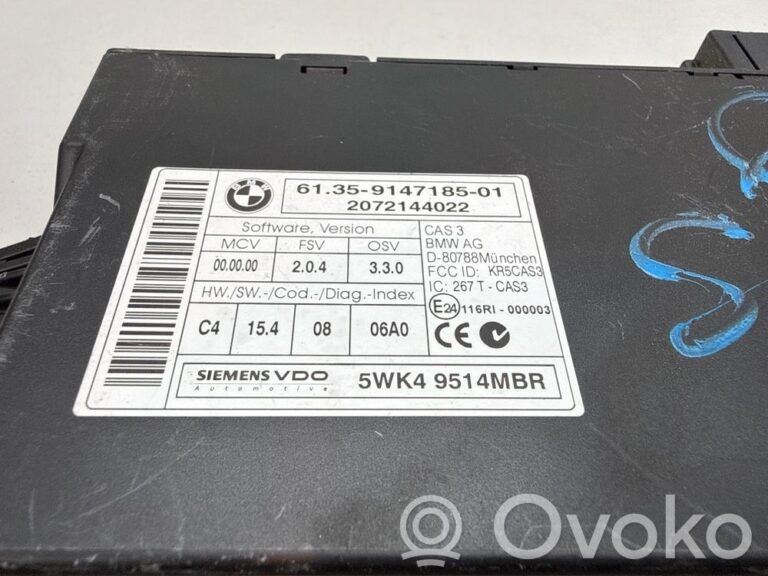 BMW
61.35-9147185-01
2072144022
Software, Version
MCV FSV OSV
00.00.00 2.0.4 3.3.0
HW./SW.-/Cod.-/Diag.-Index
C4 15.4 08 06A0
CAS 3
BMW AG
D-80788München
FCC ID: KR5CAS3
IC: 267 T - CAS3
E24 116RI - 000003
CE
SIEMENS VDO
Automotive
5WK4 9514MBR
Ovoko